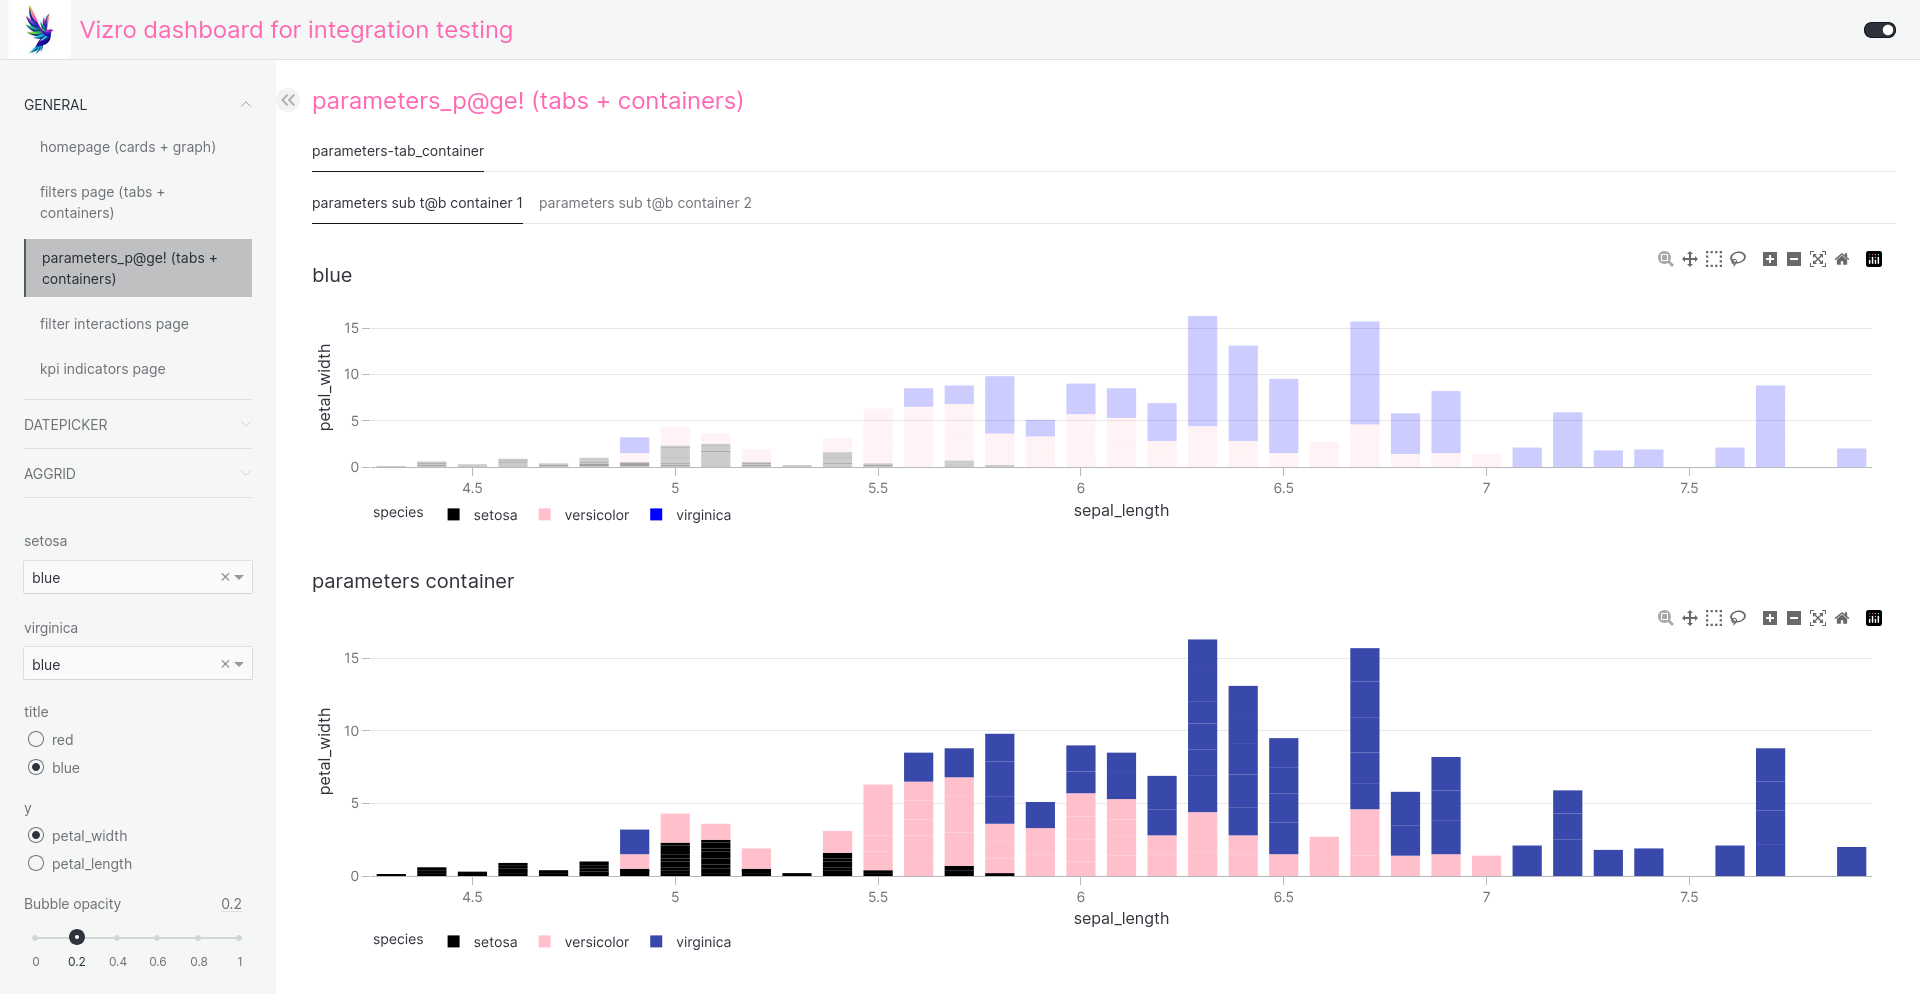 Vizro dashboard for integration testing
GENERAL
homepage (cards + graph)
filters page (tabs +
containers)
parameters_p@ge! (tabs +
containers)
filter interactions page
kpi indicators page
DATEPICKER
AGGRID
setosa
blue
virginica
blue
title
red
blue
y
petal_width
petal_length
Bubble opacity 0.2
0 0.2 0.4 0.6 0.8 1
parameters_p@ge! (tabs + containers)
parameters-tab_container
parameters sub t@b container 1 parameters sub t@b container 2
blue
petal_width
15
10
5
0
4.5 5 5.5 6 6.5 7 7.5
sepal_length
species setosa versicolor virginica
parameters container
petal_width
15
10
5
0
4.5 5 5.5 6 6.5 7 7.5
sepal_length
species setosa versicolor virginica